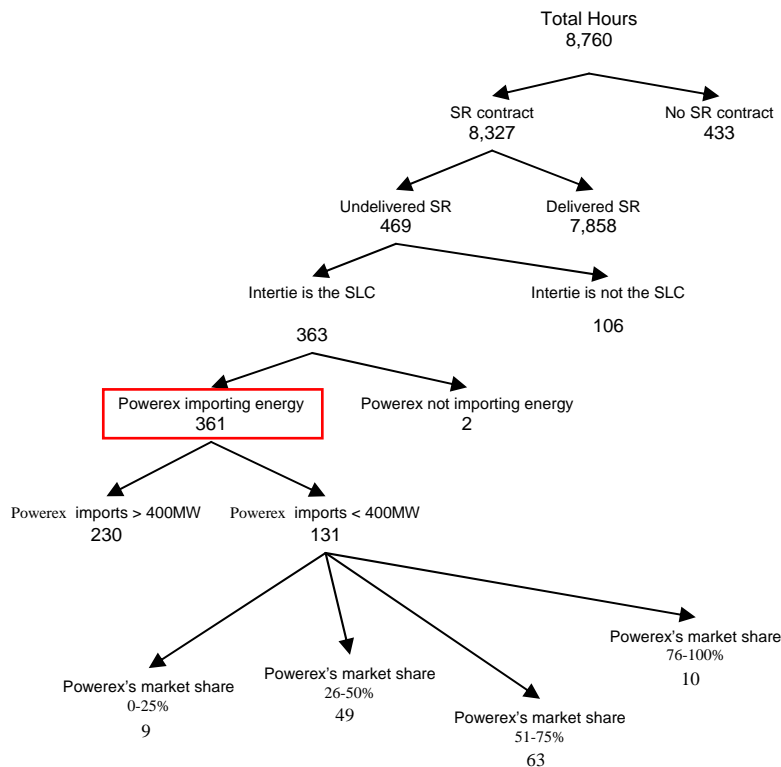 Total Hours
8,760
SR contract
8,327
No SR contract
433
Undelivered SR
469
Delivered SR
7,858
Intertie is the SLC
363
Intertie is not the SLC
106
Powerex importing energy
361
Powerex not importing energy
2
Powerex imports > 400MW
230
Powerex imports < 400MW
131
Powerex's market share
0-25%
9
Powerex's market share
26-50%
49
Powerex's market share
51-75%
63
Powerex's market share
76-100%
10